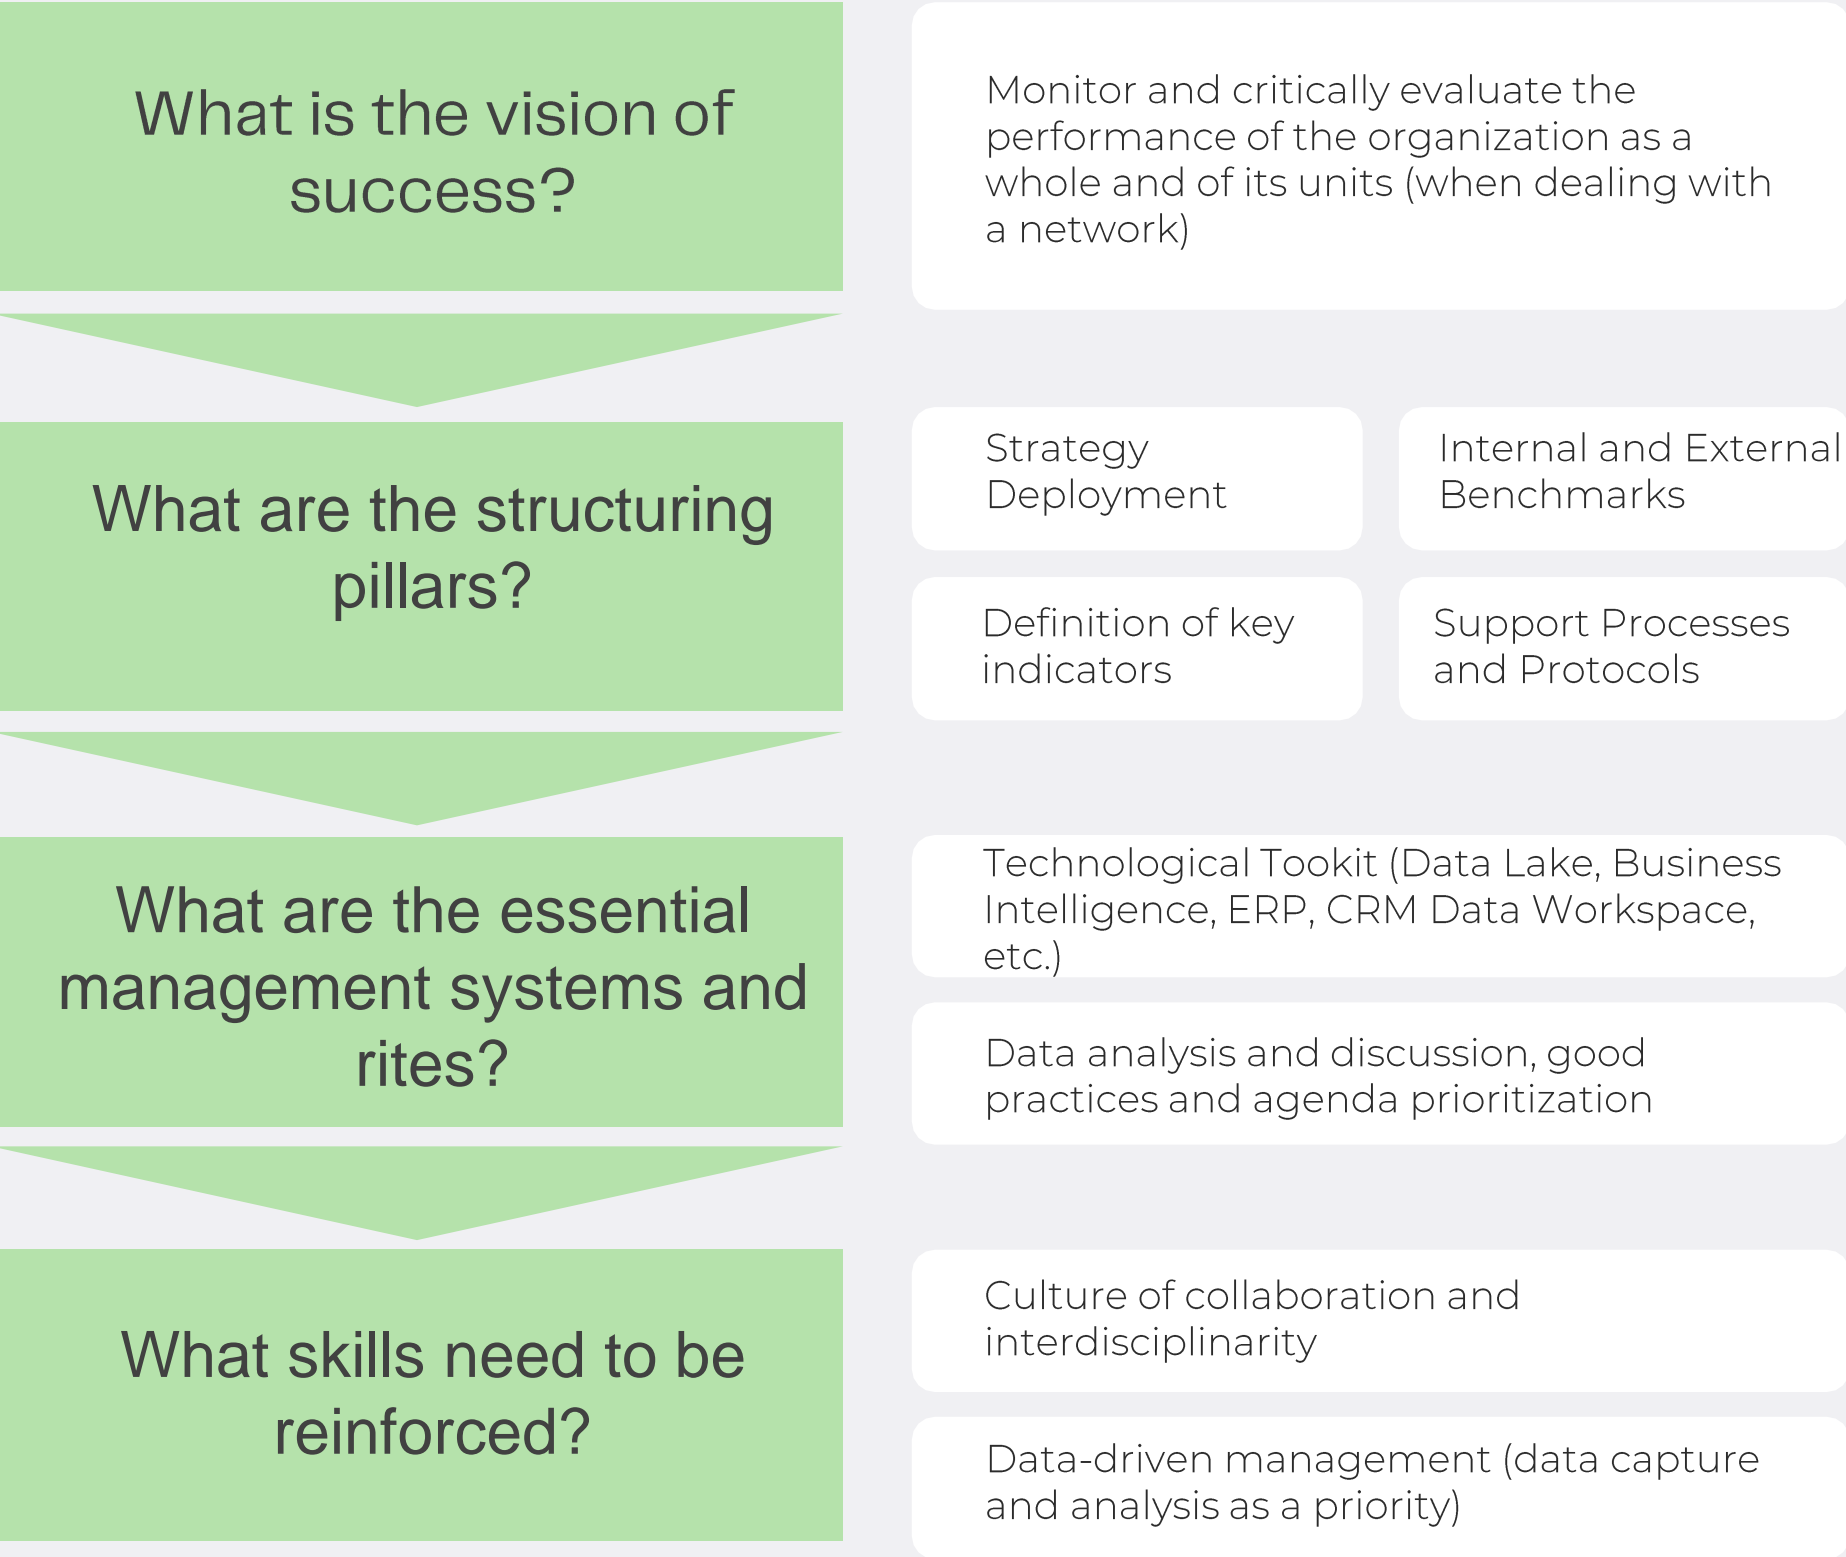 What is the vision of
success?
Monitor and critically evaluate the
performance of the organization as a
whole and of its units (when dealing with
a network)
What are the structuring
pillars?
Strategy
Deployment
Internal and External
Benchmarks
Definition of key
indicators
Support Processes
and Protocols
What are the essential
management systems and
rites?
Technological Tookit (Data Lake, Business
Intelligence, ERP, CRM Data Workspace,
etc.)
Data analysis and discussion, good
practices and agenda prioritization
What skills need to be
reinforced?
Culture of collaboration and
interdisciplinarity
Data-driven management (data capture
and analysis as a priority)